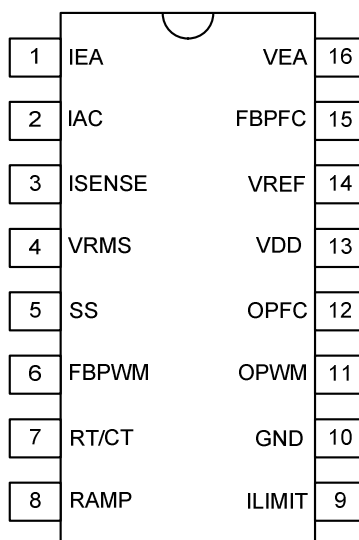 1 IEA VEA 16
2 IAC FBPFC 15
3 ISENSE VREF 14
4 VRMS VDD 13
5 SS OPFC 12
6 FBPWM OPWM 11
7 RT/CT GND 10
8 RAMP ILIMIT 9